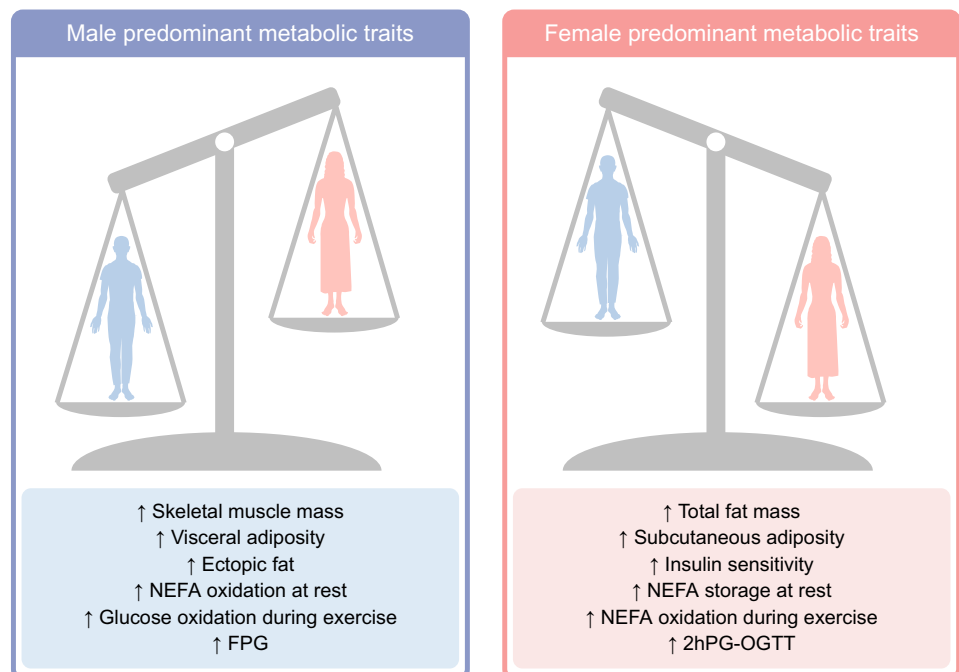 Male predominant metabolic traits
↑ Skeletal muscle mass
↑ Visceral adiposity
↑ Ectopic fat
↑ NEFA oxidation at rest
↑ Glucose oxidation during exercise
↑ FPG
Female predominant metabolic traits
↑ Total fat mass
↑ Subcutaneous adiposity
↑ Insulin sensitivity
↑ NEFA storage at rest
↑ NEFA oxidation during exercise
↑ 2hPG-OGTT